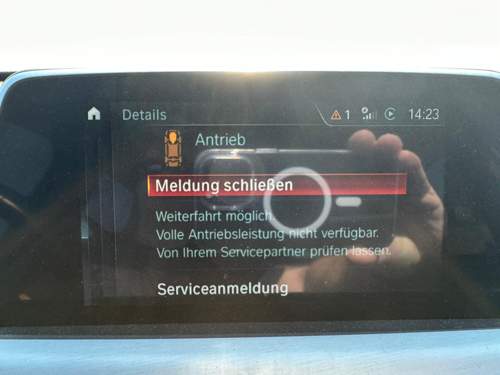 Details
1
14:23
Antrieb
Meldung schließen
Weiterfahrt möglich.
Volle Antriebsleistung nicht verfügbar.
Von Ihrem Servicepartner prüfen lassen.
Serviceanmeldung